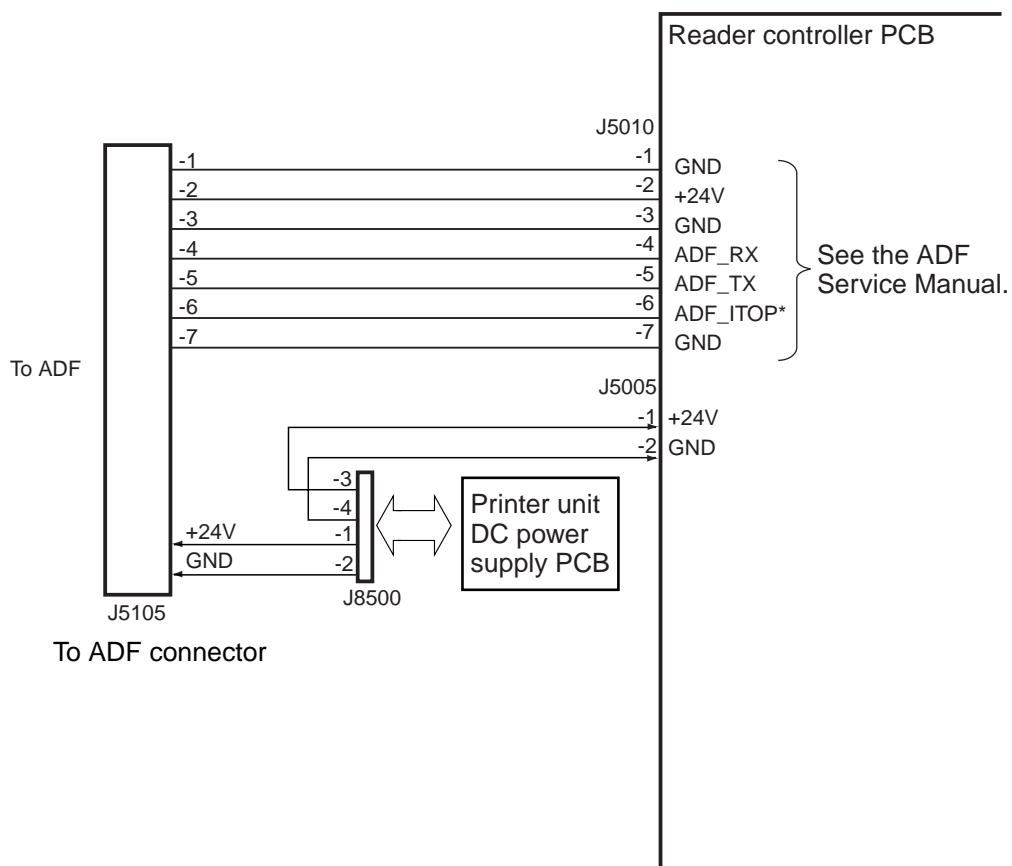 Reader controller PCB
J5010
-1 -1 GND
-2 -2 +24V
-3 -3 GND
-4 -4 ADF_RX
-5 -5 ADF_TX
-6 -6 ADF_ITOP*
-7 -7 GND
See the ADF
Service Manual.
To ADF
J5005
-1 +24V
-2 GND
-3
-4
+24V -1
GND -2
J8500
Printer unit
DC power
supply PCB
J5105
To ADF connector